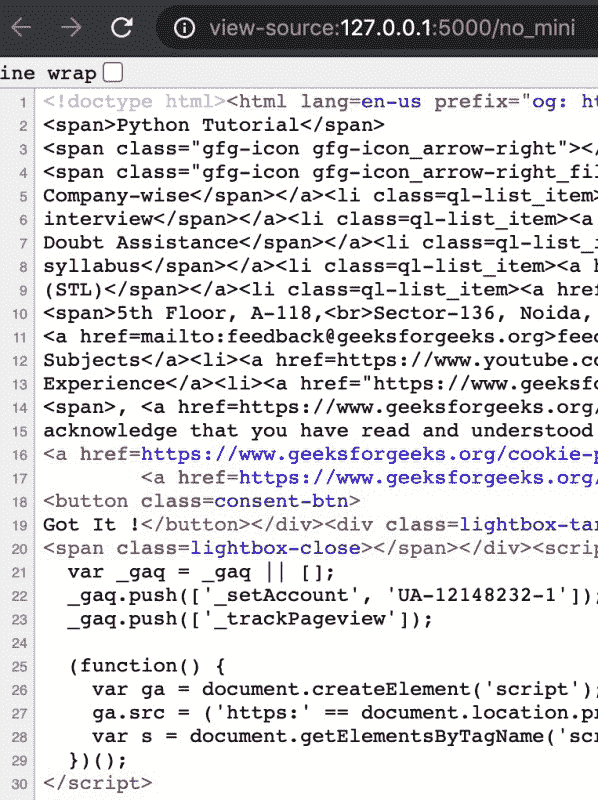 view-source:127.0.0.1:5000/no_mini
ine wrap
1 <!doctype html><html lang=en-us prefix="og: ht
2 <span>Python Tutorial</span>
3 <span class="gfg-icon gfg-icon_arrow-right"></
4 <span class="gfg-icon gfg-icon_arrow-right_fil
5 Company-wise</span></a><li class=ql-list_item>
6 interview</span></a><li class=ql-list_item><a
7 Doubt Assistance</span></a><li class=ql-list_i
8 syllabus</span></a><li class=ql-list_item><a h
9 (STL)</span></a><li class=ql-list_item><a href
10 <span>5th Floor, A-118,<br>Sector-136, Noida,
11 <a href=mailto:feedback@geeksforgeeks.org>feed
12 Subjects</a><li><a href=https://www.youtube.co
13 Experience</a><li><a href="https://www.geeksfo
14 <span>, <a href=https://www.geeksforgeeks.org/
15 acknowledge that you have read and understood
16 <a href=https://www.geeksforgeeks.org/cookie-p
17 <a href=https://www.geeksforgeeks.org/
18 <button class=consent-btn>
19 Got It !</button></div><div class=lightbox-tar
20 <span class=lightbox-close></span></div><scrip
21 var _gaq = _gaq || [];
22 _gaq.push(['_setAccount', 'UA-12148232-1']);
23 _gaq.push(['_trackPageview']);
24
25 (function() {
26 var ga = document.createElement('script');
27 ga.src = ('https:' == document.location.pr
28 var s = document.getElementsByTagName('scr
29 })();
30 </script>